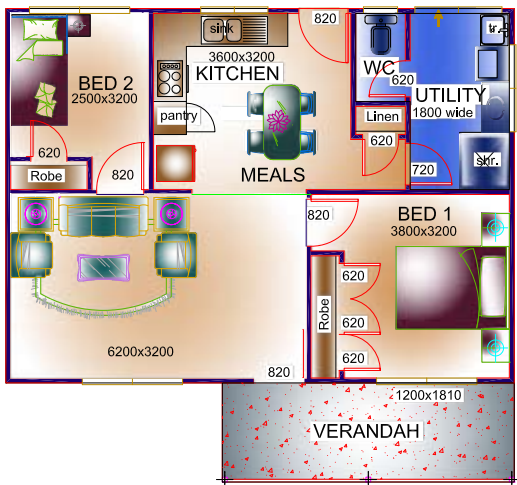 820
tr.
sink
3600x3200
WC
KITCHEN
620
BED 2
2500x3200
UTILITY
1800 wide
pantry
Linen
620
620
shr.
Robe
820
MEALS
720
820
BED 1
3800x3200
620
Robe
620
6200x3200
620
820
1200x1810
VERANDAH